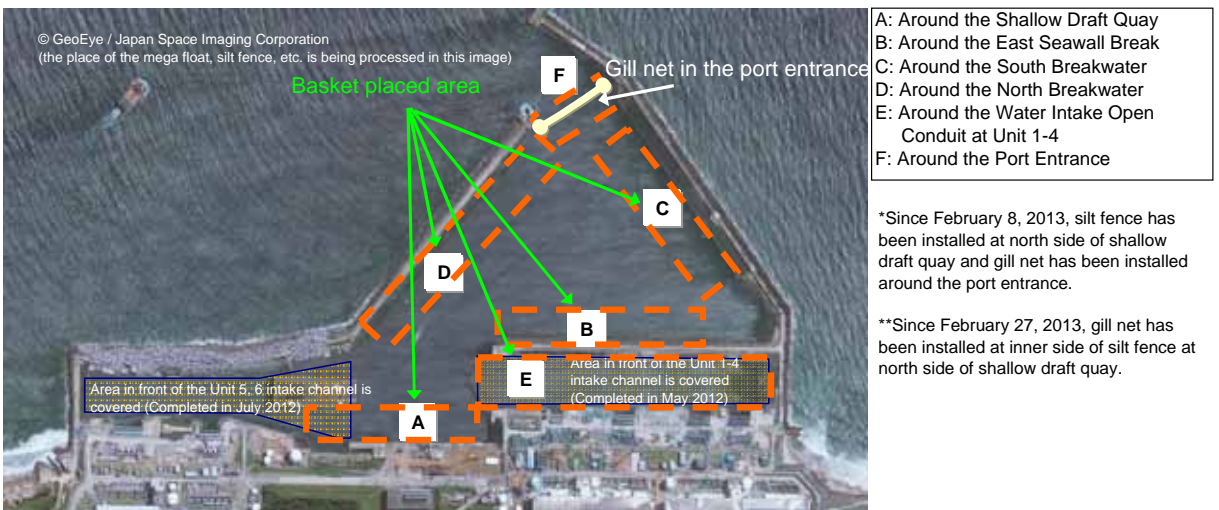 © GeoEye / Japan Space Imaging Corporation
(the place of the mega float, silt fence, etc. is being processed in this image)
F
Gill net in the port entrance
Basket placed area
C
D
B
E
Area in front of the Unit 1-4
intake channel is covered
(Completed in May 2012)
Area in front of the Unit 5, 6 intake channel is
covered (Completed in July 2012)
A
A: Around the Shallow Draft Quay
B: Around the East Seawall Break
C: Around the South Breakwater
D: Around the North Breakwater
E: Around the Water Intake Open
Conduit at Unit 1-4
F: Around the Port Entrance
*Since February 8, 2013, silt fence has
been installed at north side of shallow
draft quay and gill net has been installed
around the port entrance.
**Since February 27, 2013, gill net has
been installed at inner side of silt fence at
north side of shallow draft quay.